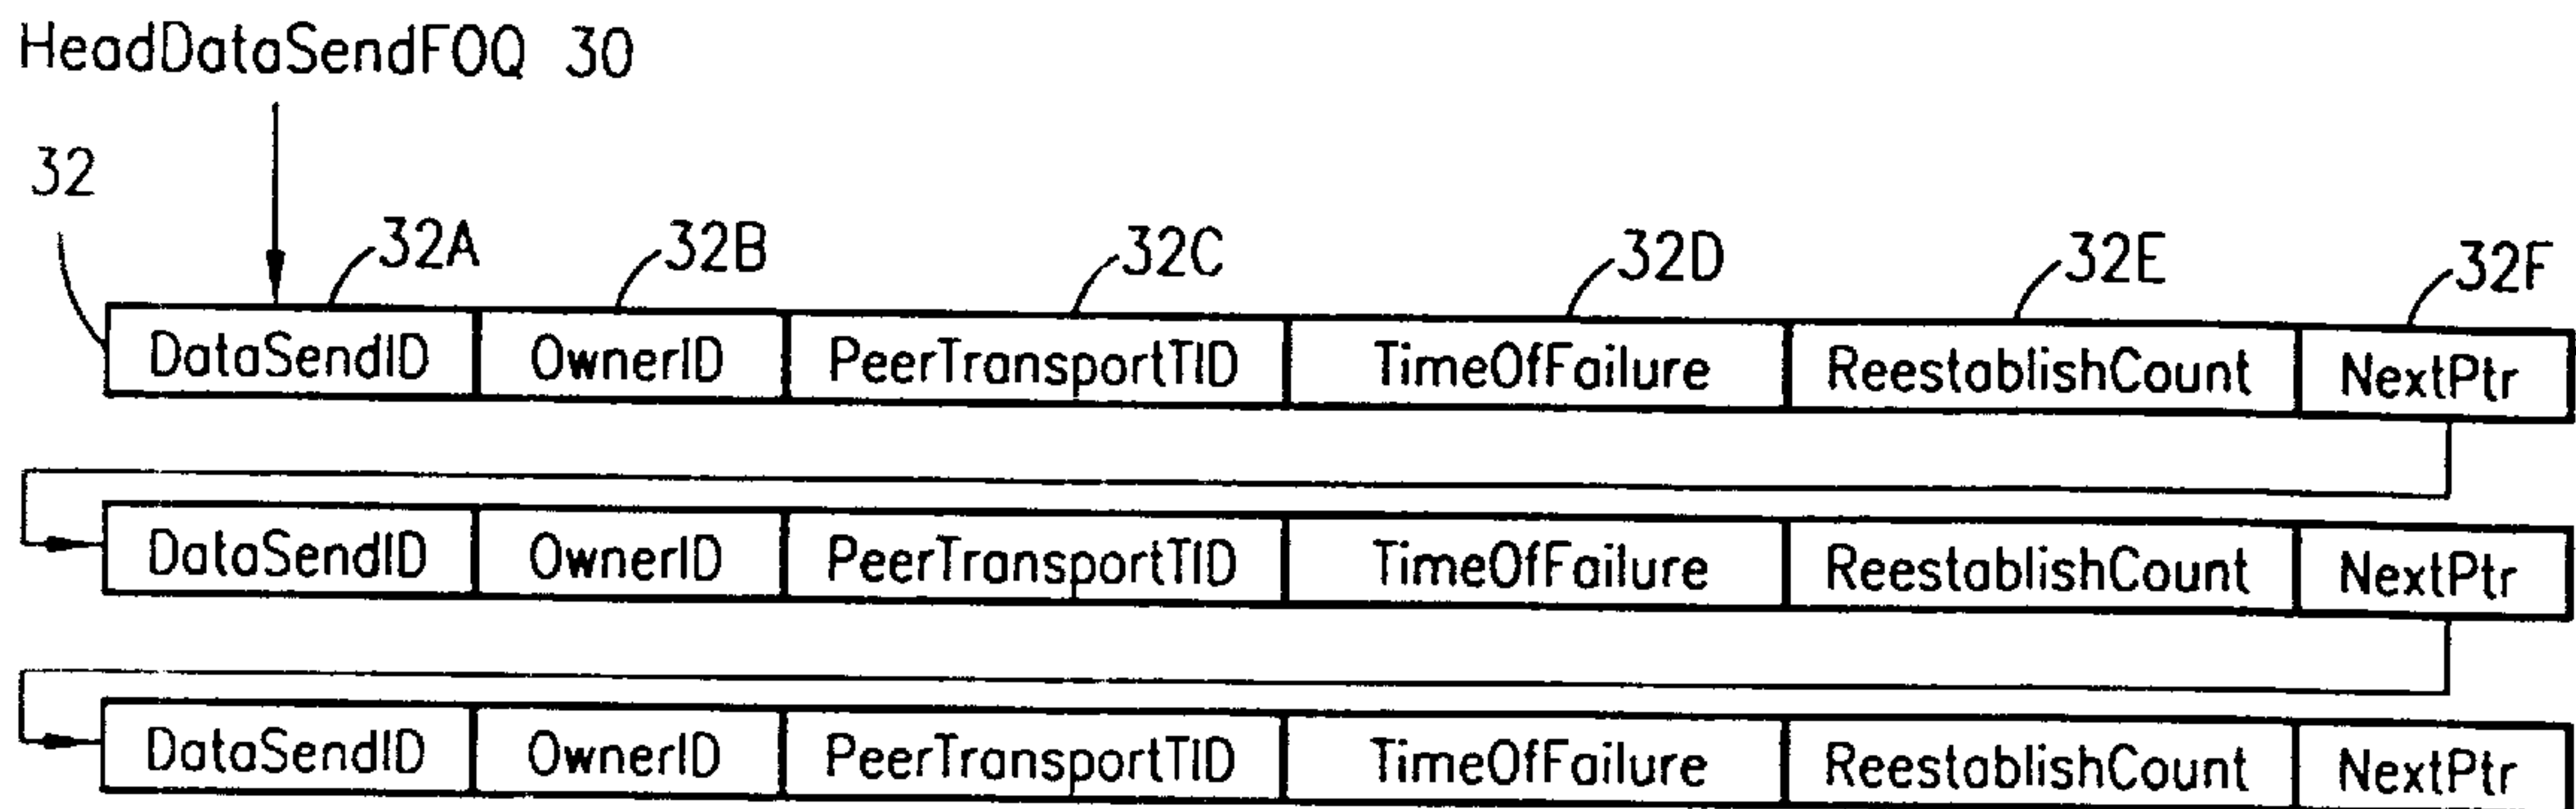 HeadDataSendFOQ 30
32
32A 32B 32C 32D 32E 32F
DataSendID OwnerID PeerTransportTID TimeOfFailure ReestablishCount NextPtr
DataSendID OwnerID PeerTransportTID TimeOfFailure ReestablishCount NextPtr
DataSendID OwnerID PeerTransportTID TimeOfFailure ReestablishCount NextPtr